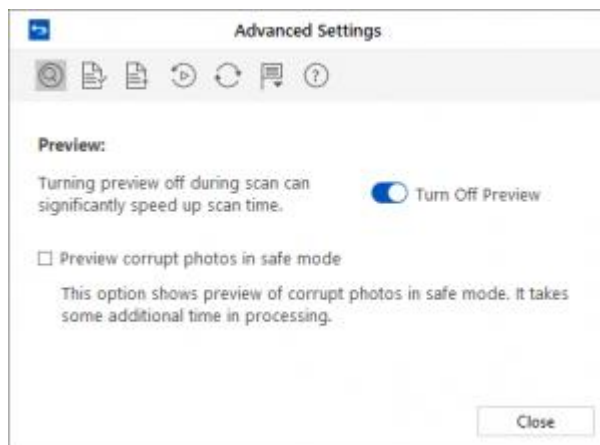 Advanced Settings
Preview:
Turning preview off during scan can
significantly speed up scan time.
Turn Off Preview
Preview corrupt photos in safe mode
This option shows preview of corrupt photos in safe mode. It takes
some additional time in processing.
Close